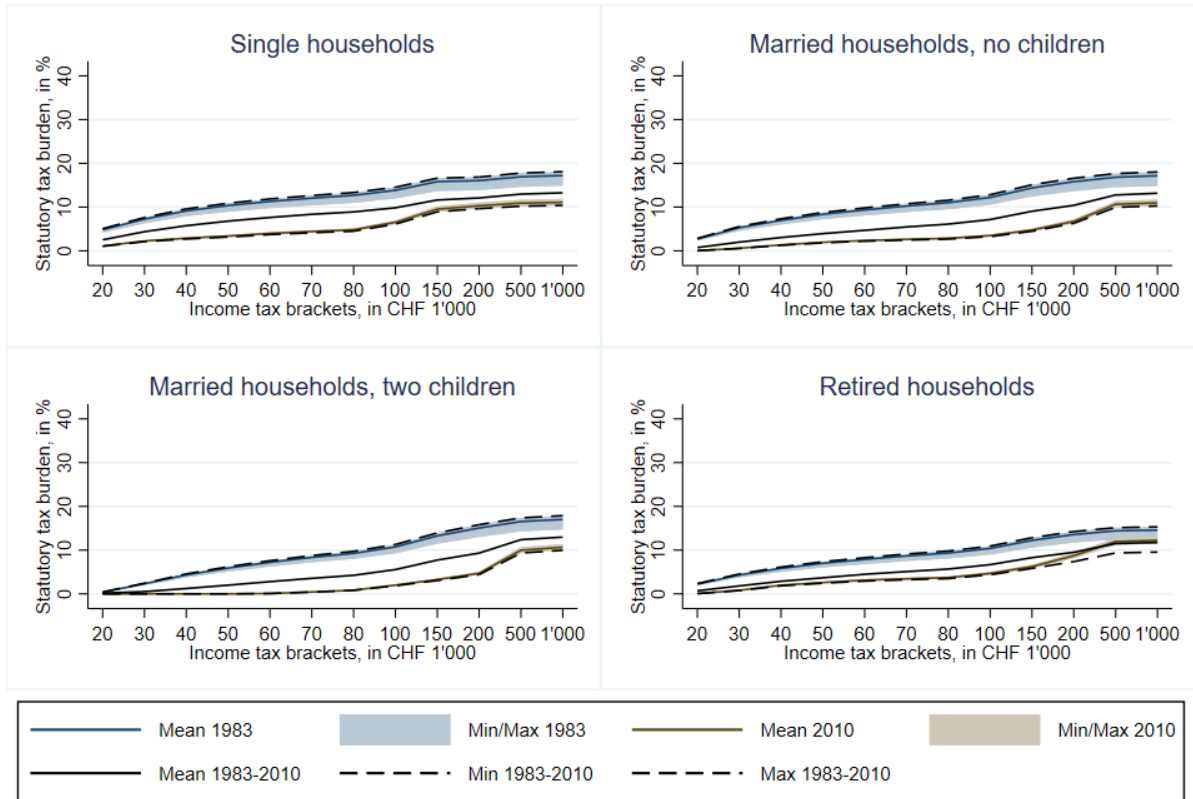 Single households
Statutory tax burden, in %
0 10 20 30 40
20 30 40 50 60 70 80 100 150 200 500 1'000
Income tax brackets, in CHF 1'000
Married households, no children
Statutory tax burden, in %
0 10 20 30 40
20 30 40 50 60 70 80 100 150 200 500 1'000
Income tax brackets, in CHF 1'000
Married households, two children
Statutory tax burden, in %
0 10 20 30 40
20 30 40 50 60 70 80 100 150 200 500 1'000
Income tax brackets, in CHF 1'000
Retired households
Statutory tax burden, in %
0 10 20 30 40
20 30 40 50 60 70 80 100 150 200 500 1'000
Income tax brackets, in CHF 1'000
Mean 1983 Min/Max 1983 Mean 2010 Min/Max 2010
Mean 1983-2010 Min 1983-2010 Max 1983-2010